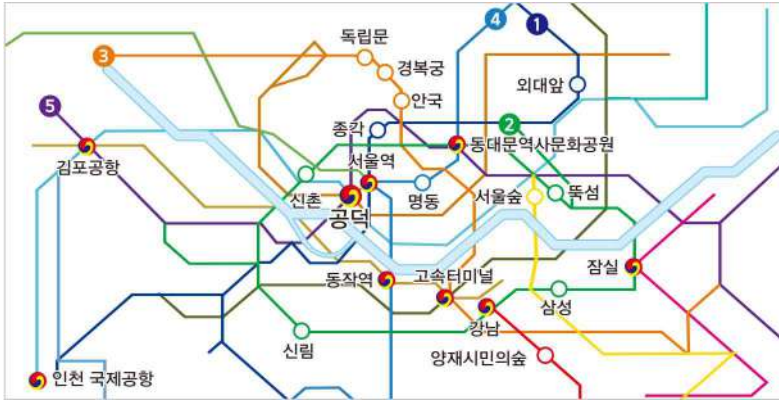 4
1
3
독립문
경복궁
안국
외대앞
5
종각
2
동대문역사문화공원
김포공항
서울역
신촌
명동
서울숲
뚝섬
공덕
동작역
고속터미널
잠실
강남
삼성
신림
양재시민의숲
인천 국제공항